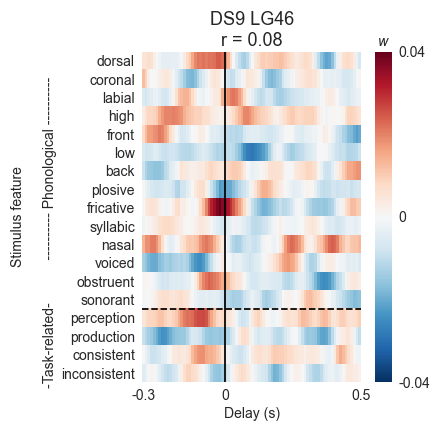 DS9 LG46
r = 0.08
w
dorsal
coronal
labial
high
front
low
back
plosive
fricative
syllabic
nasal
voiced
obstruent
sonorant
perception
production
consistent
inconsistent
Stimulus feature
---------- Phonological ----------
-Task-related-
0.04
0
-0.04
-0.3
0
0.5
Delay (s)